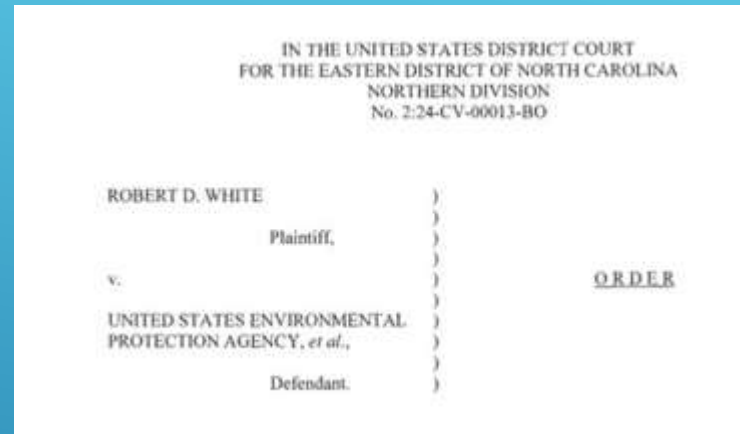 IN THE UNITED STATES DISTRICT COURT
FOR THE EASTERN DISTRICT OF NORTH CAROLINA
NORTHERN DIVISION
No. 2:24-CV-00013-BO
ROBERT D. WHITE )
)
Plaintiff, )
)
v. ) ORDER
)
UNITED STATES ENVIRONMENTAL )
PROTECTION AGENCY, et al., )
)
Defendant. )